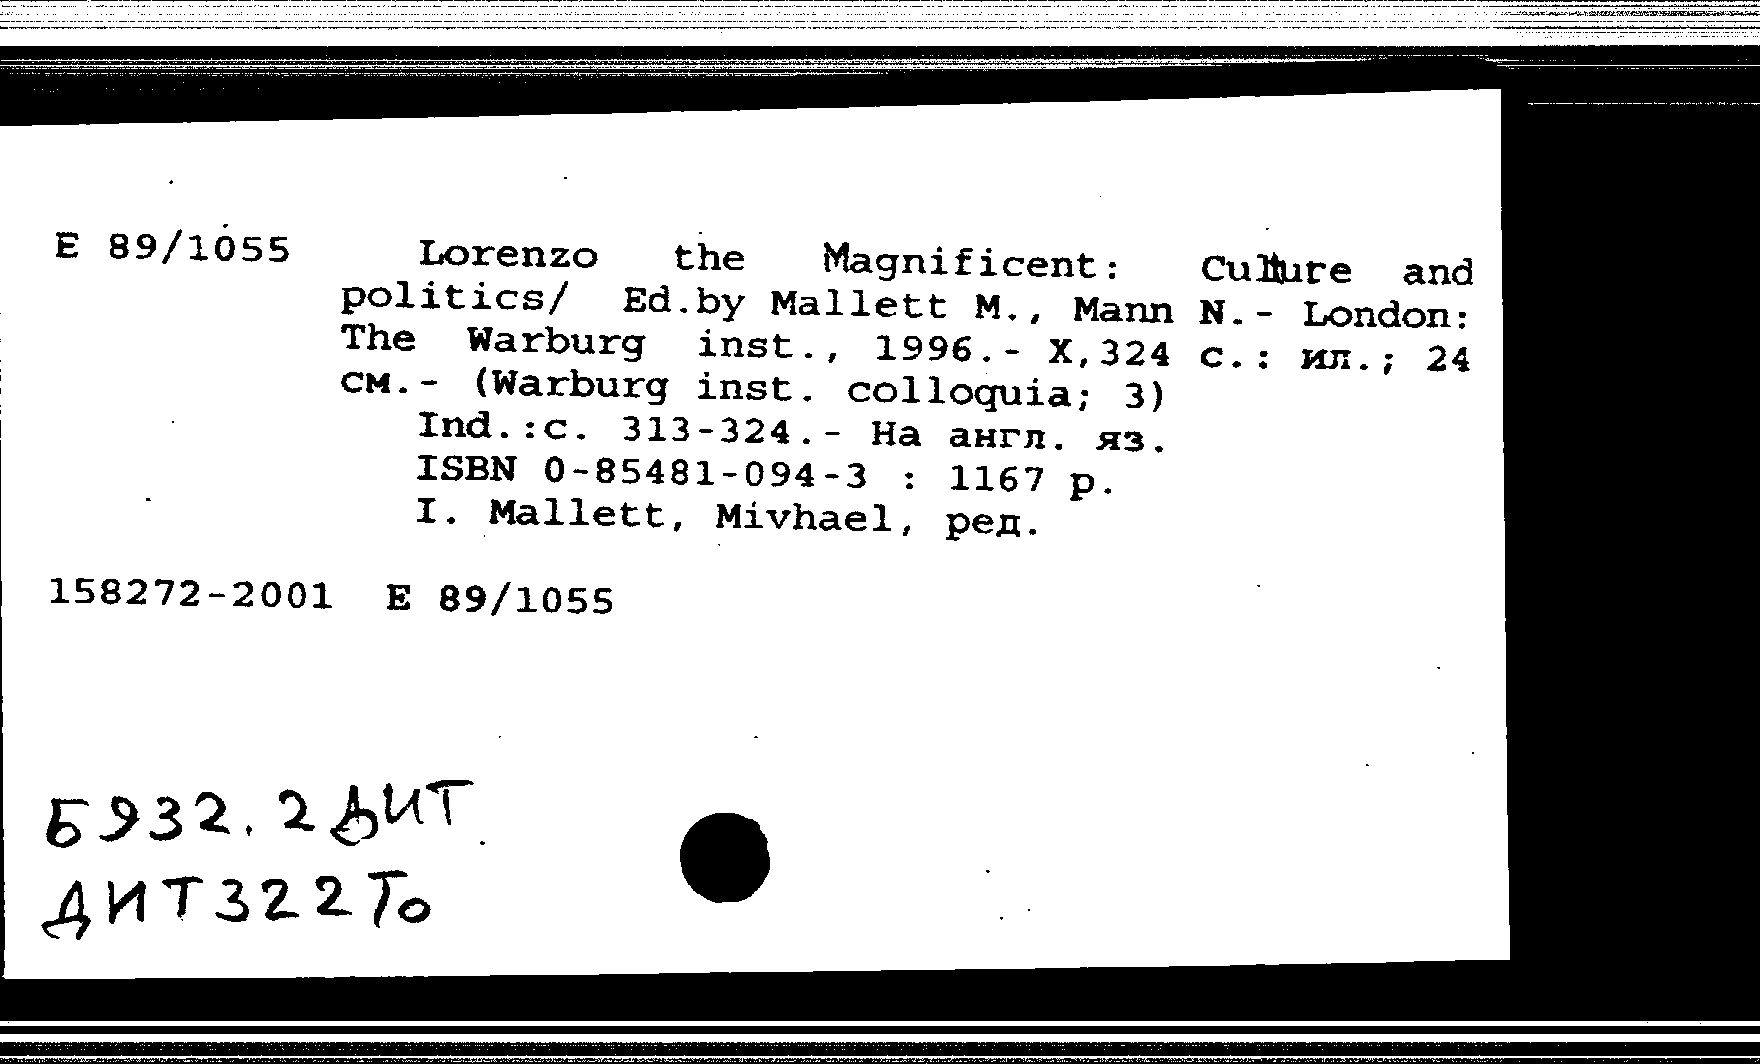 E 89/1055 Lorenzo the Magnificent: Culture and
politics/ Ed.by Mallett M., Mann N.- London:
The Warburg inst., 1996.- X,324 с.: ил.; 24
см.- (Warburg inst. colloquia; 3)
Ind.:с. 313-324.- На англ. яз.
ISBN 0-85481-094-3 : 1167 р.
I. Mallett, Mivhael, ред.
158272-2001 E 89/1055
Б932.2ДИТ
ДИТ322То